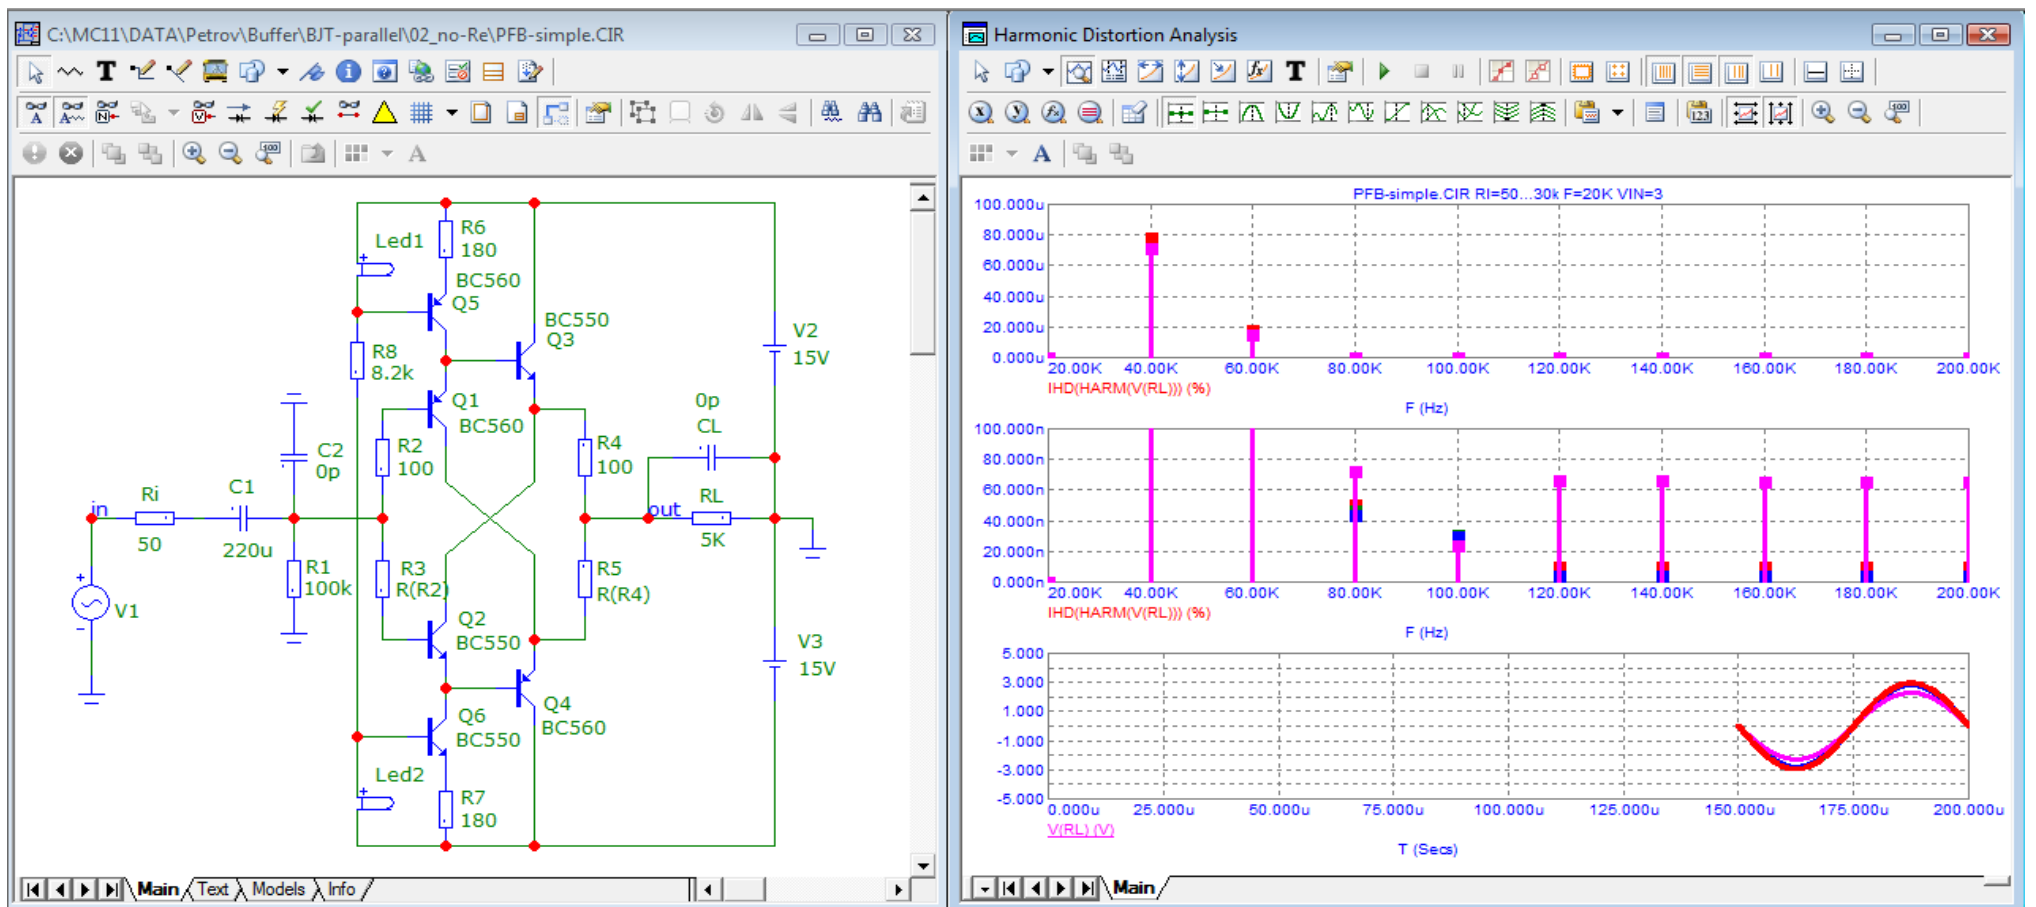 C:\MC11\DATA\Petrov\Buffer\BJT-parallel\02_no-Re\PFB-simple.CIR
Led1
R6
180
BC560
Q5
BC550
Q3
V2
15V
R8
8.2k
Q1
BC560
0p
CL
C2
0p
R2
100
R4
100
in
Ri
50
C1
220u
out
RL
5K
R1
100k
R3
R(R2)
R5
R(R4)
V1
Q2
BC550
V3
15V
Q6
BC550
Q4
BC560
Led2
R7
180
Main Text Models Info
Harmonic Distortion Analysis
PFB-simple.CIR RI=50...30k F=20K VIN=3
100.000u
80.000u
60.000u
40.000u
20.000u
0.000u
20.00K 40.00K 60.00K 80.00K 100.00K 120.00K 140.00K 160.00K 180.00K 200.00K
IHD(HARM(V(RL))) (%)
F (Hz)
100.000n
80.000n
60.000n
40.000n
20.000n
0.000n
20.00K 40.00K 60.00K 80.00K 100.00K 120.00K 140.00K 160.00K 180.00K 200.00K
IHD(HARM(V(RL))) (%)
F (Hz)
5.000
3.000
1.000
-1.000
-3.000
-5.000
0.000u 25.000u 50.000u 75.000u 100.000u 125.000u 150.000u 175.000u 200.000u
V(RL) (V)
T (Secs)
Main